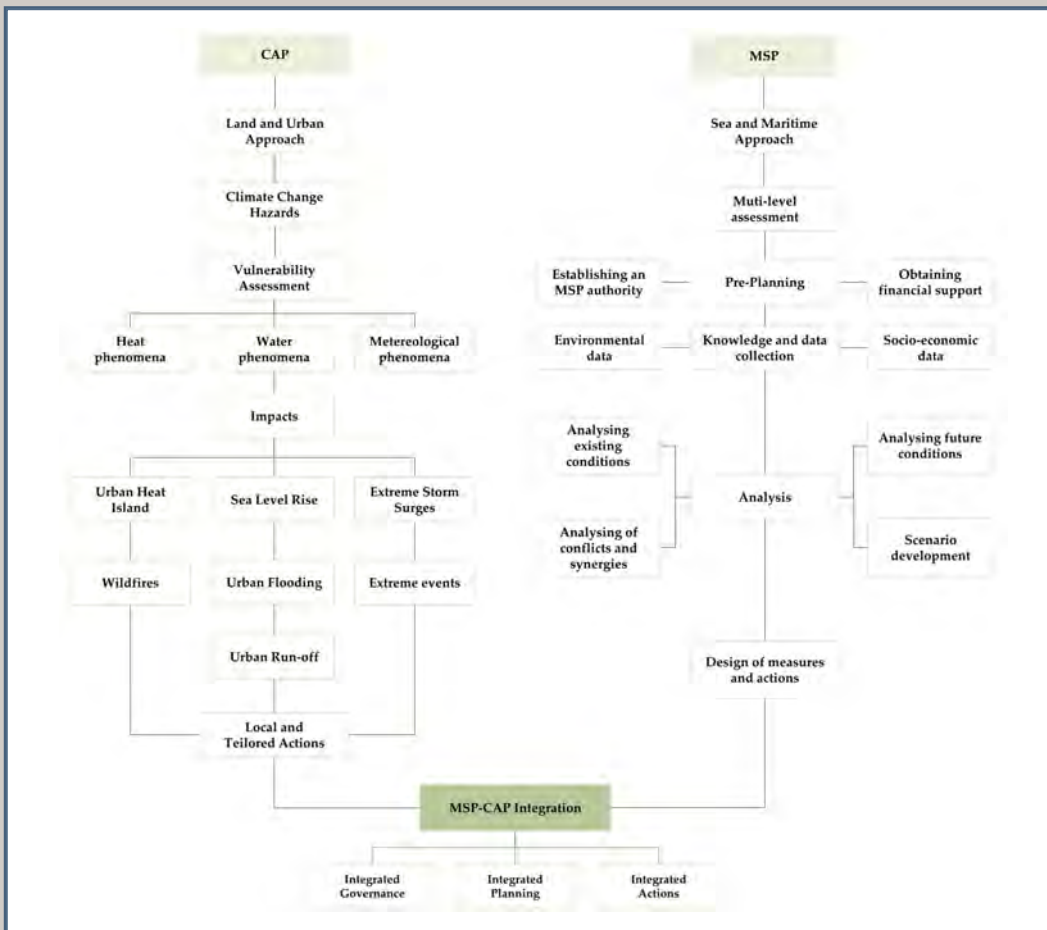 CAP
Land and Urban
Approach
Climate Change
Hazards
Vulnerability
Assessment
Heat
phenomena
Water
phenomena
Metereological
phenomena
Impacts
Urban Heat
Island
Sea Level Rise
Extreme Storm
Surges
Wildfires
Urban Flooding
Extreme events
Urban Run-off
Local and
Teilored Actions
MSP
Sea and Maritime
Approach
Muti-level
assessment
Establishing an
MSP authority
Pre-Planning
Obtaining
financial support
Environmental
data
Knowledge and data
collection
Socio-economic
data
Analysing
existing
conditions
Analysing future
conditions
Analysis
Analysing of
conflicts and
synergies
Scenario
development
Design of measures
and actions
MSP-CAP Integration
Integrated
Governance
Integrated
Planning
Integrated
Actions